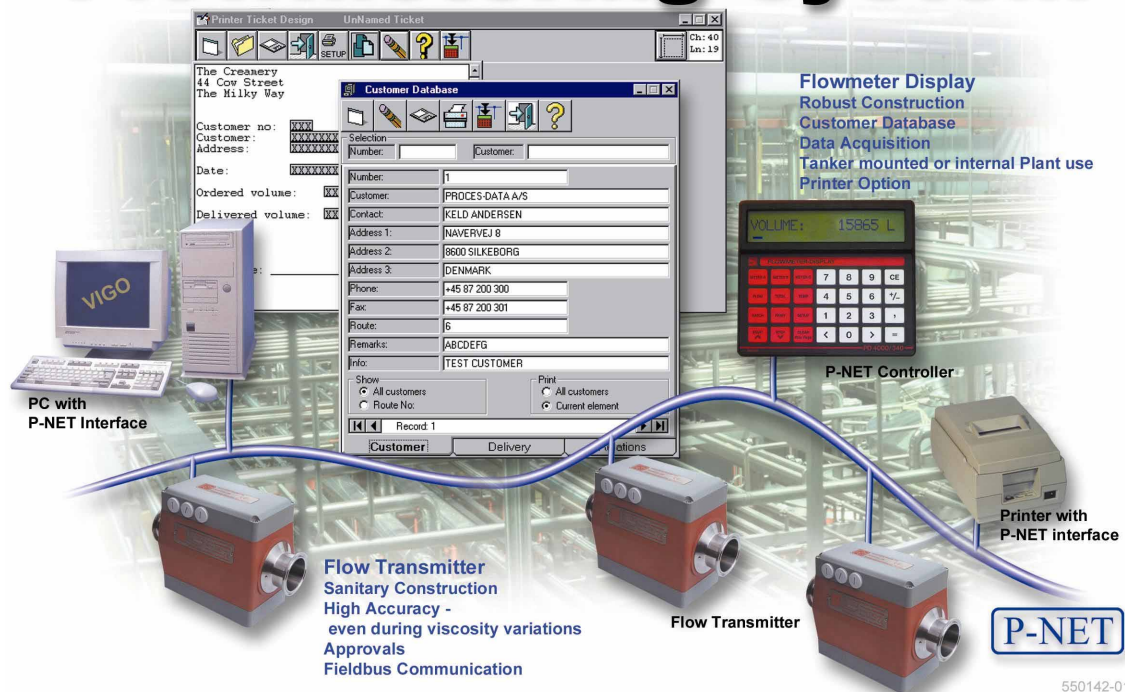 Printer Ticket Design UnNamed Ticket
SETUP
Ch: 40
Ln: 19
The Creamery
44 Cow Street
The Milky Way
Customer no: XXX
Customer: XXXXXXX
Address: XXXXXXX
Date: XXXXXXX
Ordered volume: XX
Delivered volume: XX
Customer Database
Selection
Number: Customer:
Number: 1
Customer: PROCES-DATA A/S
Contact: KELD ANDERSEN
Address 1: NAVERVEJ 8
Address 2: 8600 SILKEBORG
Address 3: DENMARK
Phone: +45 87 200 300
Fax: +45 87 200 301
Route: 6
Remarks: ABCDEFG
Info: TEST CUSTOMER
Show
All customers
Route No:
Print
All customers
Current element
Record: 1
Customer Delivery
Flowmeter Display
Robust Construction
Customer Database
Data Acquisition
Tanker mounted or internal Plant use
Printer Option
VOLUME: 15865 L
7 8 9 CE
4 5 6 +/-
1 2 3 ,
< 0 > =
P-NET Controller
VIGO
PC with
P-NET Interface
Printer with
P-NET interface
Flow Transmitter
Sanitary Construction
High Accuracy -
even during viscosity variations
Approvals
Fieldbus Communication
Flow Transmitter
P-NET